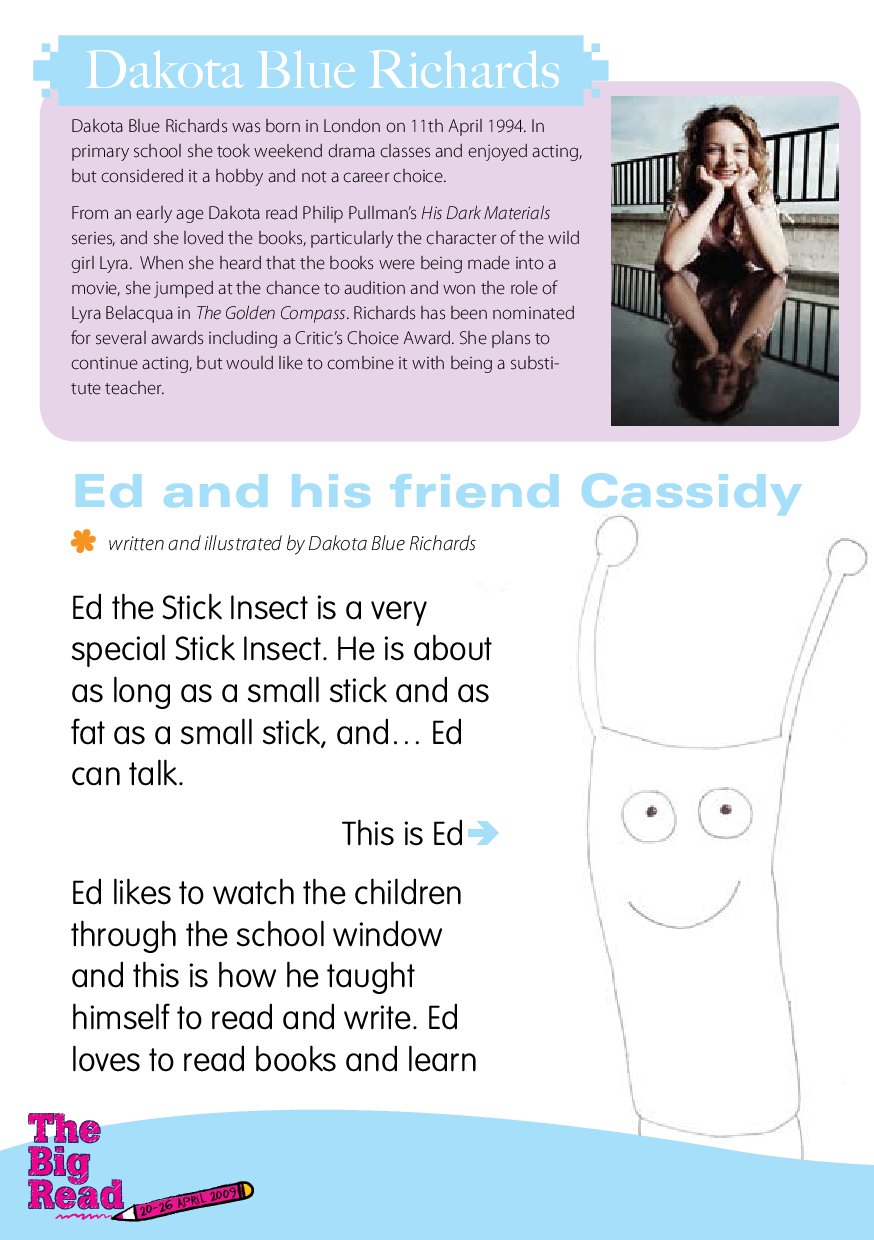 Dakota Blue Richards
Dakota Blue Richards was born in London on 11th April 1994. In
primary school she took weekend drama classes and enjoyed acting,
but considered it a hobby and not a career choice.
From an early age Dakota read Philip Pullman's His Dark Materials
series, and she loved the books, particularly the character of the wild
girl Lyra. When she heard that the books were being made into a
movie, she jumped at the chance to audition and won the role of
Lyra Belacqua in The Golden Compass. Richards has been nominated
for several awards including a Critic's Choice Award. She plans to
continue acting, but would like to combine it with being a substi-
tute teacher.
Ed and his friend Cassidy
written and illustrated by Dakota Blue Richards
Ed the Stick Insect is a very
special Stick Insect. He is about
as long as a small stick and as
fat as a small stick, and… Ed
can talk.
This is Ed
Ed likes to watch the children
through the school window
and this is how he taught
himself to read and write. Ed
loves to read books and learn
The
Big
Read
20-26 APRIL 2009